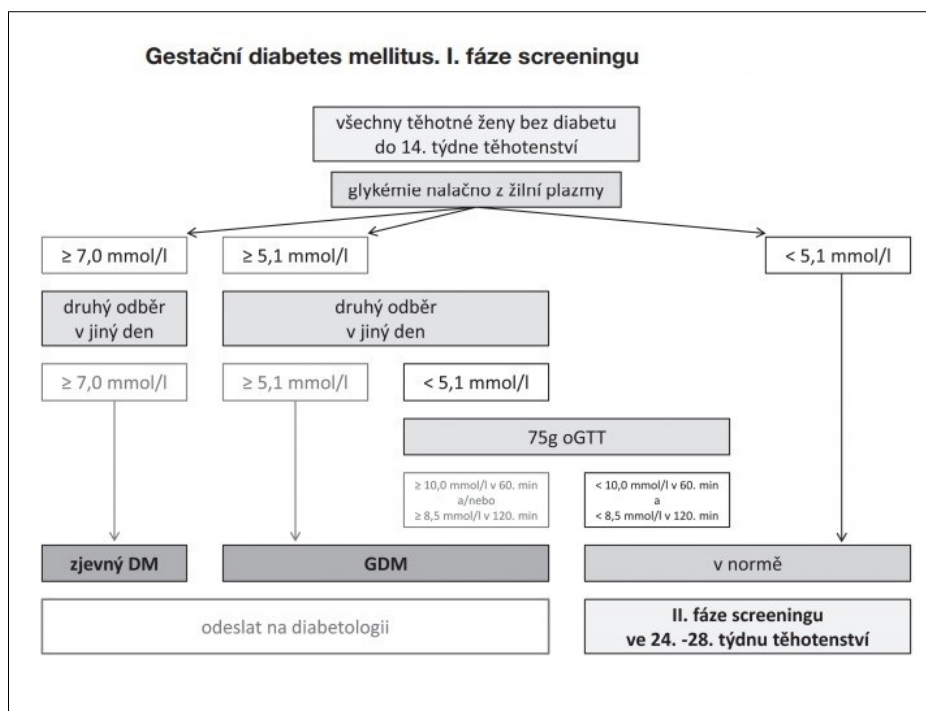 Gestační diabetes mellitus. I. fáze screeningu
všechny těhotné ženy bez diabetu
do 14. týdne těhotenství
glykémie nalačno z žilní plazmy
≥ 7,0 mmol/l
≥ 5,1 mmol/l
< 5,1 mmol/l
druhý odběr
v jiný den
druhý odběr
v jiný den
≥ 7,0 mmol/l
≥ 5,1 mmol/l
< 5,1 mmol/l
75g oGTT
≥ 10,0 mmol/l v 60. min
a/nebo
≥ 8,5 mmol/l v 120. min
< 10,0 mmol/l v 60. min
a
< 8,5 mmol/l v 120. min
zjevný DM
GDM
v normě
odeslat na diabetologii
II. fáze screeningu
ve 24. -28. týdnu těhotenství